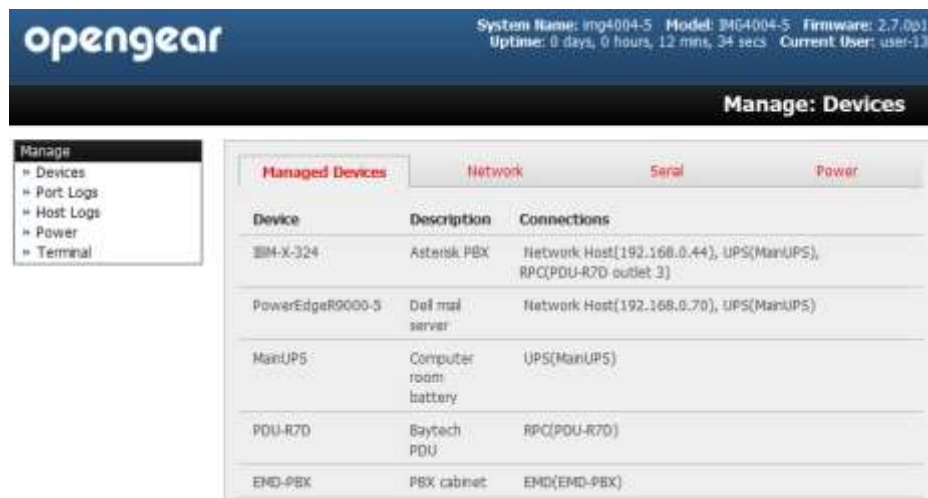 opengear
System Name: img4004-5 Model: IMG4004-5 Firmware: 2.7.0p1
Uptime: 0 days, 0 hours, 12 mins, 34 secs Current User: user-13
Manage: Devices
Manage
» Devices
» Port Logs
» Host Logs
» Power
» Terminal
Managed Devices Network Serial Power
Device Description Connections
IBM-X-324 Asterisk PBX Network Host(192.168.0.44), UPS(MainUPS),
RPC(PDU-R7D outlet 3)
PowerEdgeR9000-5 Dell mail Network Host(192.168.0.70), UPS(MainUPS)
server
MainUPS Computer UPS(MainUPS)
room
battery
PDU-R7D Baytech RPC(PDU-R7D)
PDU
EMD-PBX PBX cabinet EMD(EMD-PBX)